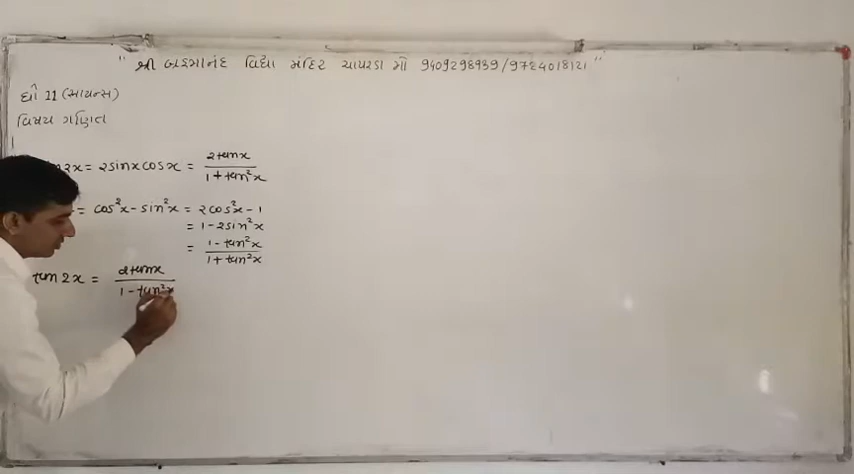 " શ્રી બ્રહ્માનંદ વિદ્યા મંદિર ચાપરડા મો 9409298939/9724018121 "
ધો 11 (સાયન્સ)
વિષય ગણિત
2x = 2sinx cosx = 2tanx / 1 + tan²x
= cos²x - sin²x = 2cos²x - 1
= 1 - 2sin²x
= 1 - tan²x / 1 + tan²x
tan 2x = 2tanx / 1 - tan²x